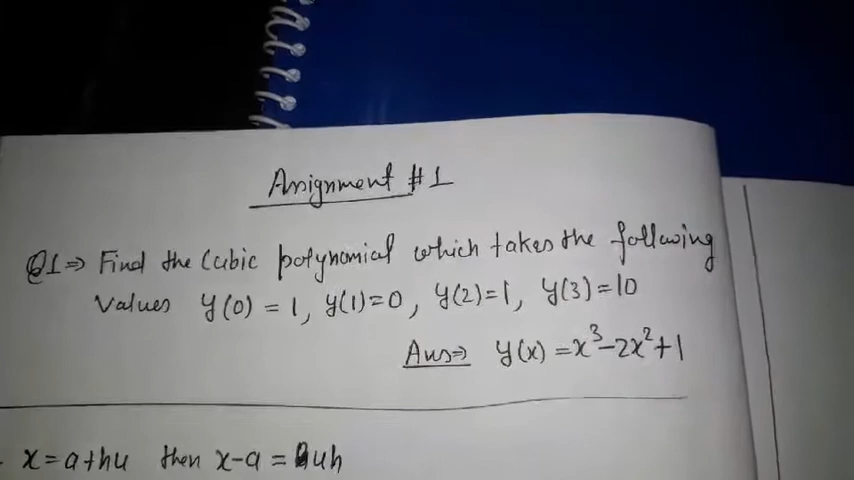 Assignment #1
Q1⇒ Find the Cubic polynomial which takes the following
Values y(0) = 1, y(1)=0, y(2)=1, y(3)=10
Ans⇒ y(x) = x³-2x²+1
x=a+hu then x-a = uh